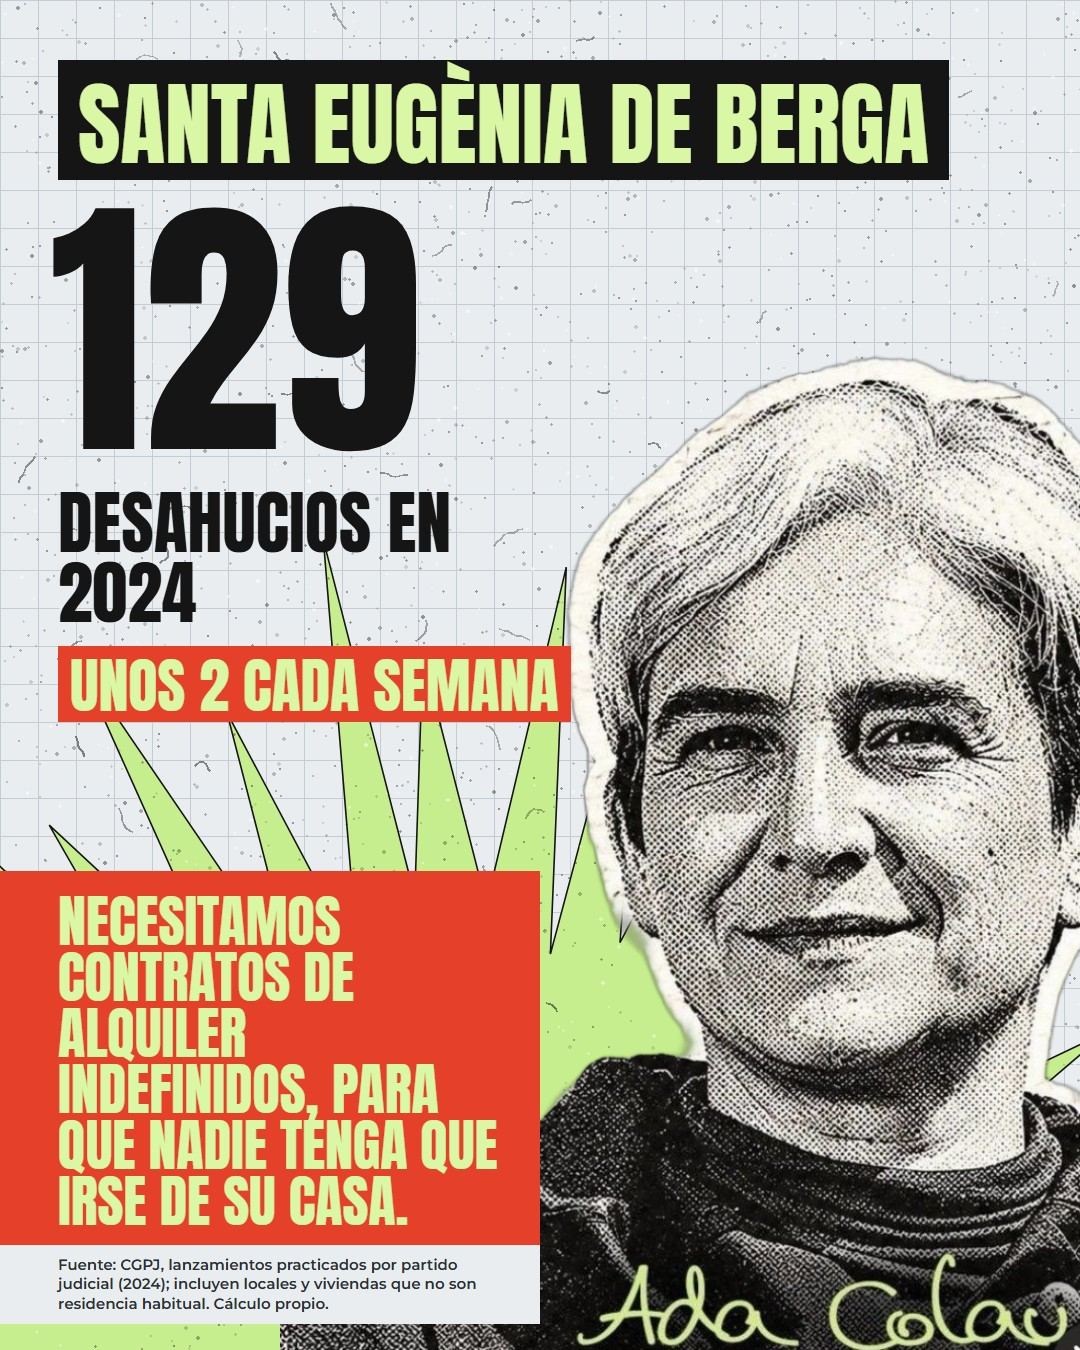 SANTA EUGÈNIA DE BERGA
129
DESAHUCIOS EN
2024
UNOS 2 CADA SEMANA
NECESITAMOS
CONTRATOS DE
ALQUILER
INDEFINIDOS, PARA
QUE NADIE TENGA QUE
IRSE DE SU CASA.
Fuente: CGPJ, lanzamientos practicados por partido
judicial (2024); incluyen locales y viviendas que no son
residencia habitual. Cálculo propio.
Ada Colau